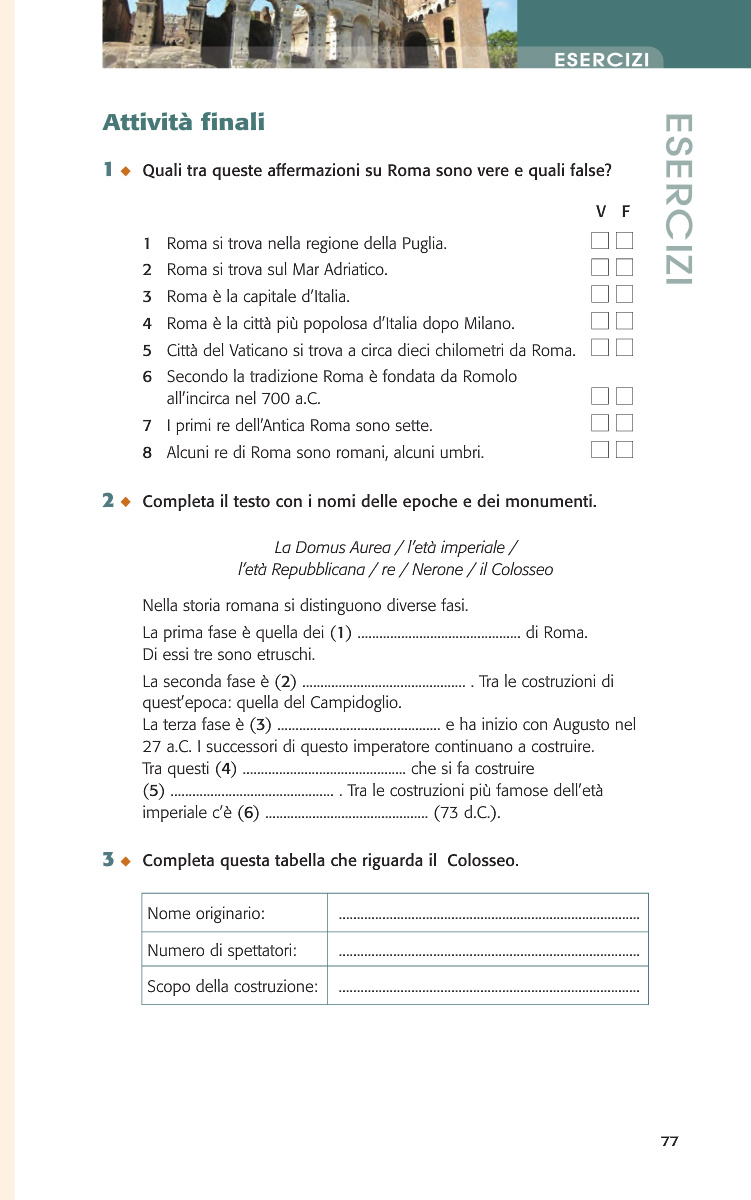 ESERCIZI
ESERCIZI
Attività finali
1 ◆ Quali tra queste affermazioni su Roma sono vere e quali false?
V F
1 Roma si trova nella regione della Puglia.
2 Roma si trova sul Mar Adriatico.
3 Roma è la capitale d’Italia.
4 Roma è la città più popolosa d’Italia dopo Milano.
5 Città del Vaticano si trova a circa dieci chilometri da Roma.
6 Secondo la tradizione Roma è fondata da Romolo
all’incirca nel 700 a.C.
7 I primi re dell’Antica Roma sono sette.
8 Alcuni re di Roma sono romani, alcuni umbri.
2 ◆ Completa il testo con i nomi delle epoche e dei monumenti.
La Domus Aurea / l’età imperiale /
l’età Repubblicana / re / Nerone / il Colosseo
Nella storia romana si distinguono diverse fasi.
La prima fase è quella dei (1) ............................................. di Roma.
Di essi tre sono etruschi.
La seconda fase è (2) ............................................. . Tra le costruzioni di
quest’epoca: quella del Campidoglio.
La terza fase è (3) ............................................. e ha inizio con Augusto nel
27 a.C. I successori di questo imperatore continuano a costruire.
Tra questi (4) ............................................. che si fa costruire
(5) ............................................. . Tra le costruzioni più famose dell’età
imperiale c’è (6) ............................................. (73 d.C.).
3 ◆ Completa questa tabella che riguarda il Colosseo.
Nome originario: ...................................................................................
Numero di spettatori: ...................................................................................
Scopo della costruzione: ...................................................................................
77